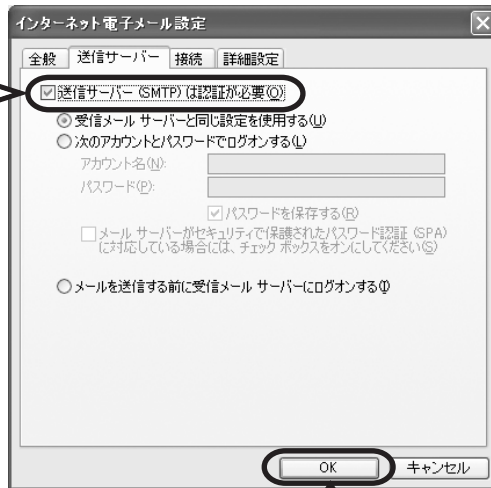 インターネット電子メール設定
全般 送信サーバー 接続 詳細設定
送信サーバー (SMTP) は認証が必要(O)
受信メール サーバーと同じ設定を使用する(U)
次のアカウントとパスワードでログオンする(L)
アカウント名(N):
パスワード(P):
パスワードを保存する(R)
メール サーバーがセキュリティで保護されたパスワード認証 (SPA)
に対応している場合には、チェック ボックスをオンにしてください(S)
メールを送信する前に受信メール サーバーにログオンする(I)
OK キャンセル